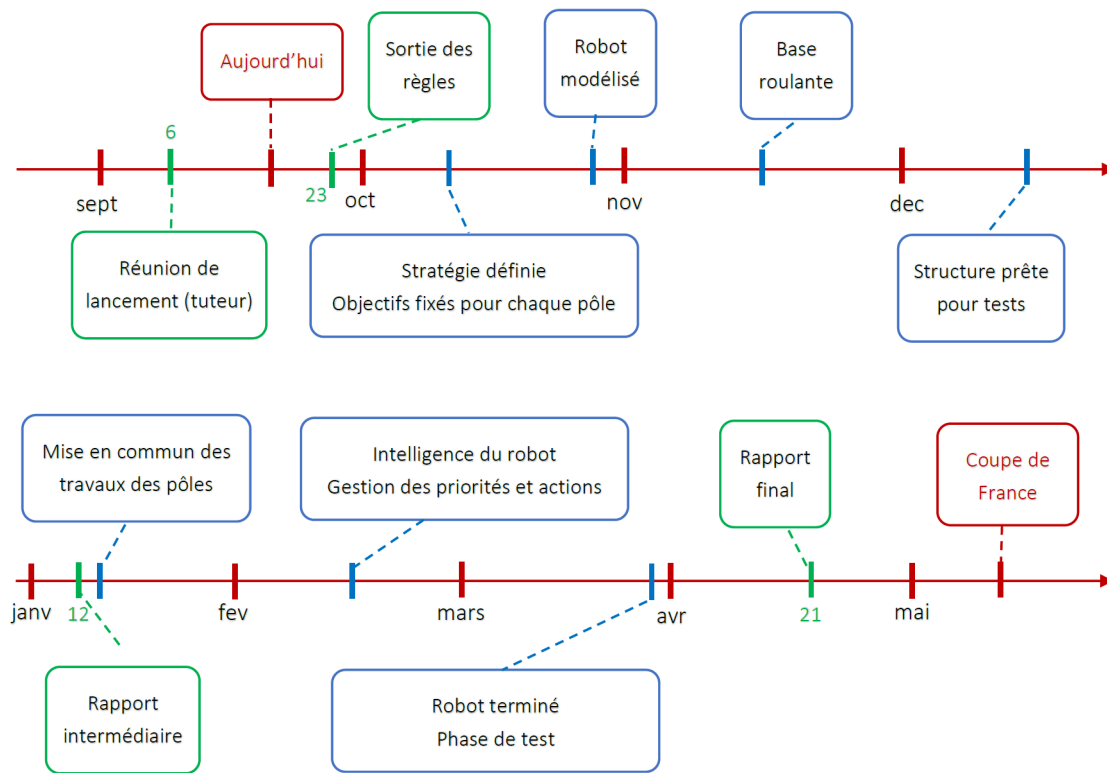 Aujourd'hui
Sortie des
règles
Robot
modélisé
Base
roulante
6
23
sept
oct
nov
dec
Réunion de
lancement (tuteur)
Stratégie définie
Objectifs fixés pour chaque pôle
Structure prête
pour tests
Mise en commun des
travaux des pôles
Intelligence du robot
Gestion des priorités et actions
Rapport
final
Coupe de
France
janv
12
fev
mars
avr
21
mai
Rapport
intermédiaire
Robot terminé
Phase de test